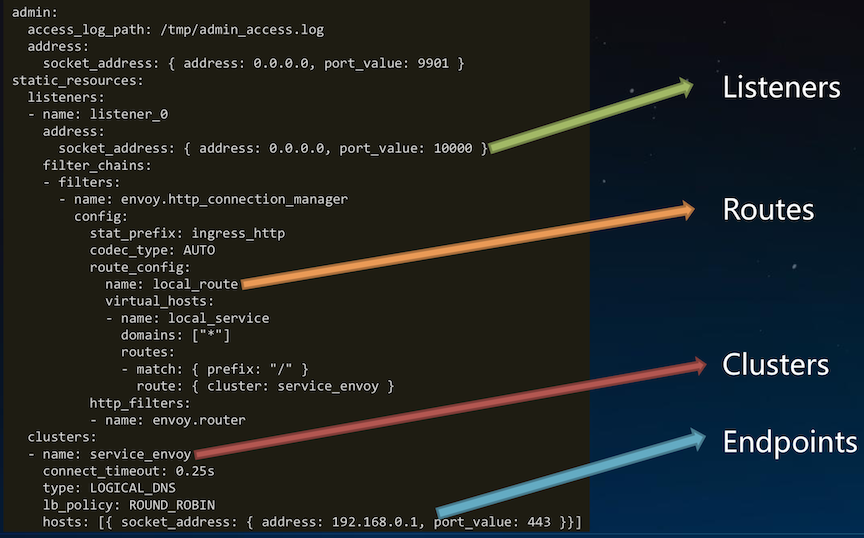 admin:
  access_log_path: /tmp/admin_access.log
  address:
    socket_address: { address: 0.0.0.0, port_value: 9901 }
static_resources:
  listeners:
  - name: listener_0
    address:
      socket_address: { address: 0.0.0.0, port_value: 10000 }
    filter_chains:
    - filters:
      - name: envoy.http_connection_manager
        config:
          stat_prefix: ingress_http
          codec_type: AUTO
          route_config:
            name: local_route
            virtual_hosts:
            - name: local_service
              domains: ["*"]
              routes:
              - match: { prefix: "/" }
                route: { cluster: service_envoy }
          http_filters:
          - name: envoy.router
  clusters:
  - name: service_envoy
    connect_timeout: 0.25s
    type: LOGICAL_DNS
    lb_policy: ROUND_ROBIN
    hosts: [{ socket_address: { address: 192.168.0.1, port_value: 443 }}]
Listeners
Routes
Clusters
Endpoints